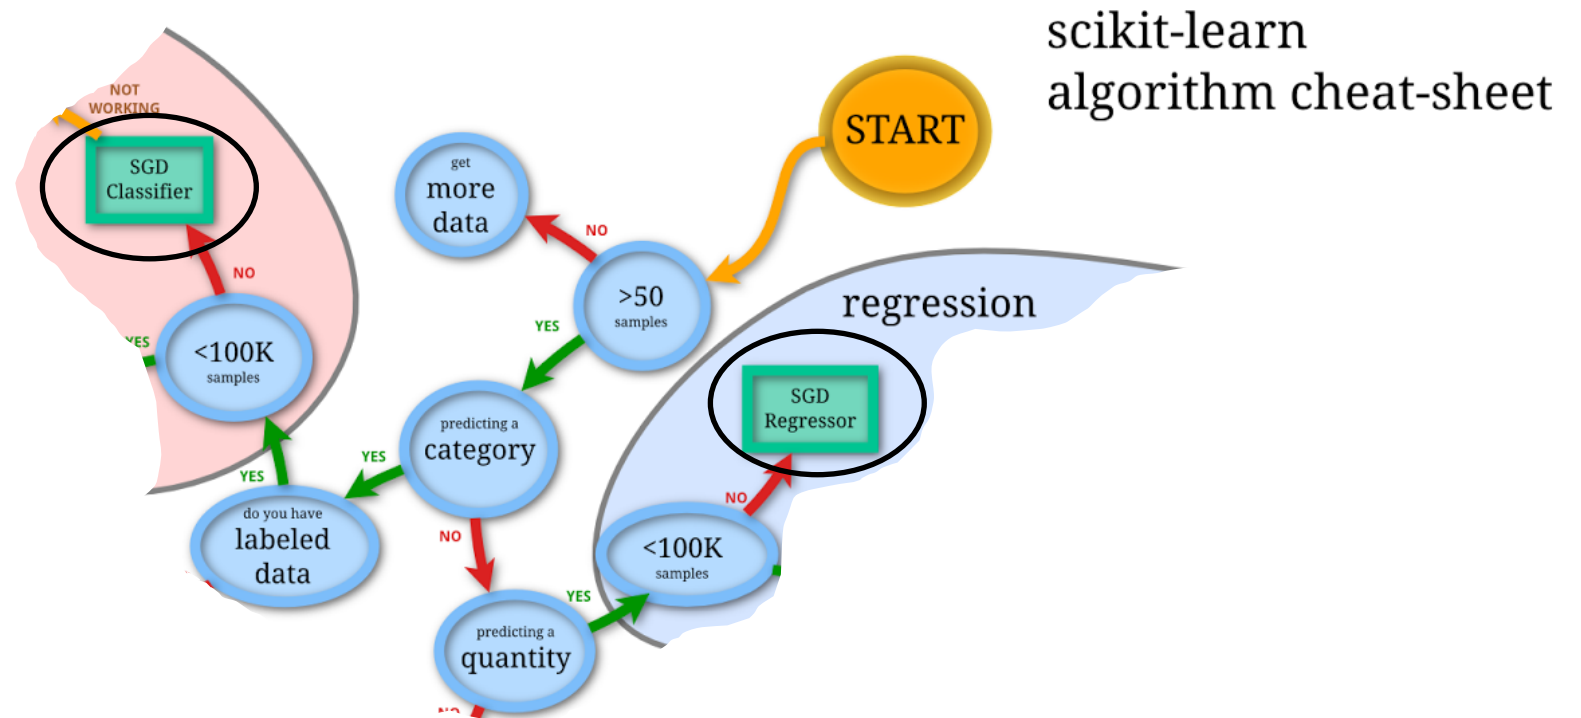 scikit-learn
algorithm cheat-sheet
START
NOT
WORKING
SGD
Classifier
get
more
data
NO
>50
samples
NO
YES
regression
YES
<100K
samples
SGD
Regressor
predicting a
category
YES
YES
NO
do you have
labeled
data
NO
<100K
samples
YES
predicting a
quantity
NO